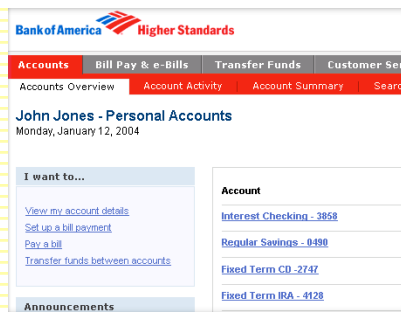 Bank of America Higher Standards
Accounts Bill Pay & e-Bills Transfer Funds Customer Se
Accounts Overview Account Activity Account Summary Searc
John Jones - Personal Accounts
Monday, January 12, 2004
I want to...
View my account details
Set up a bill payment
Pay a bill
Transfer funds between accounts
Announcements
Account
Interest Checking - 3858
Regular Savings - 0490
Fixed Term CD -2747
Fixed Term IRA - 4128